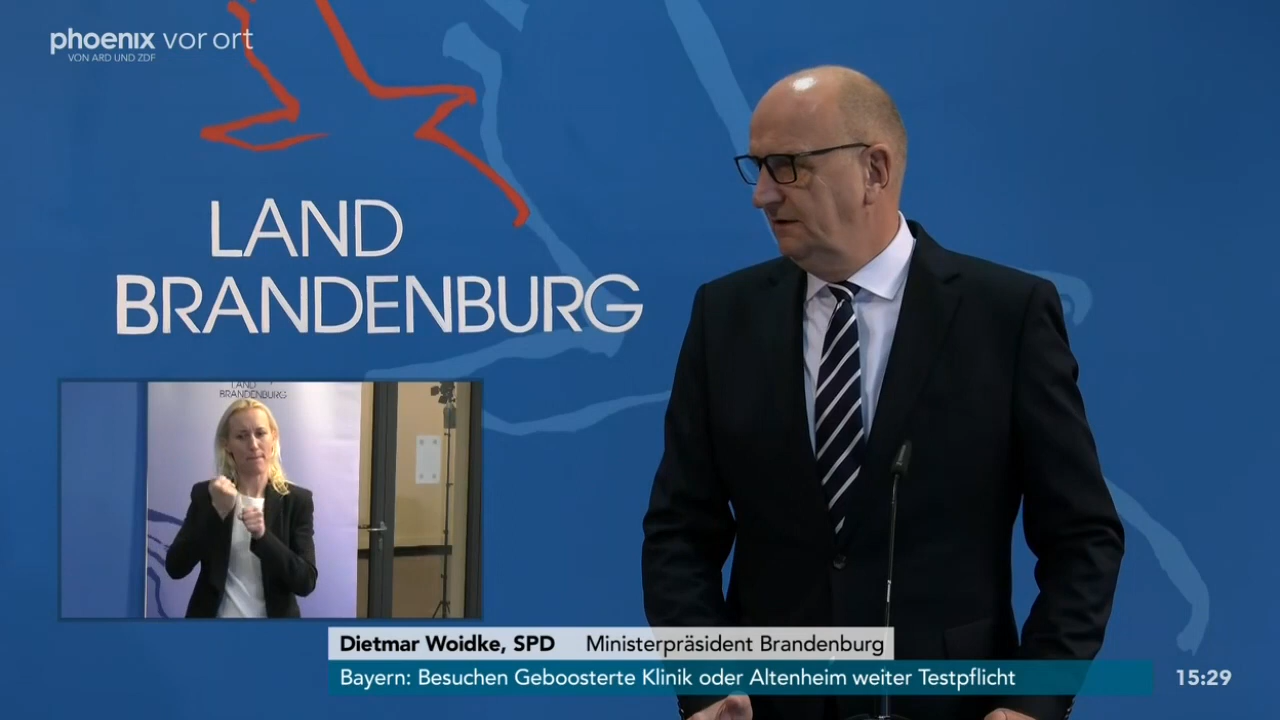 phoenix vor ort
VON ARD UND ZDF
LAND
BRANDENBURG
LAND
BRANDENBURG
Dietmar Woidke, SPD Ministerpräsident Brandenburg
Bayern: Besuchen Geboosterte Klinik oder Altenheim weiter Testpflicht
15:29